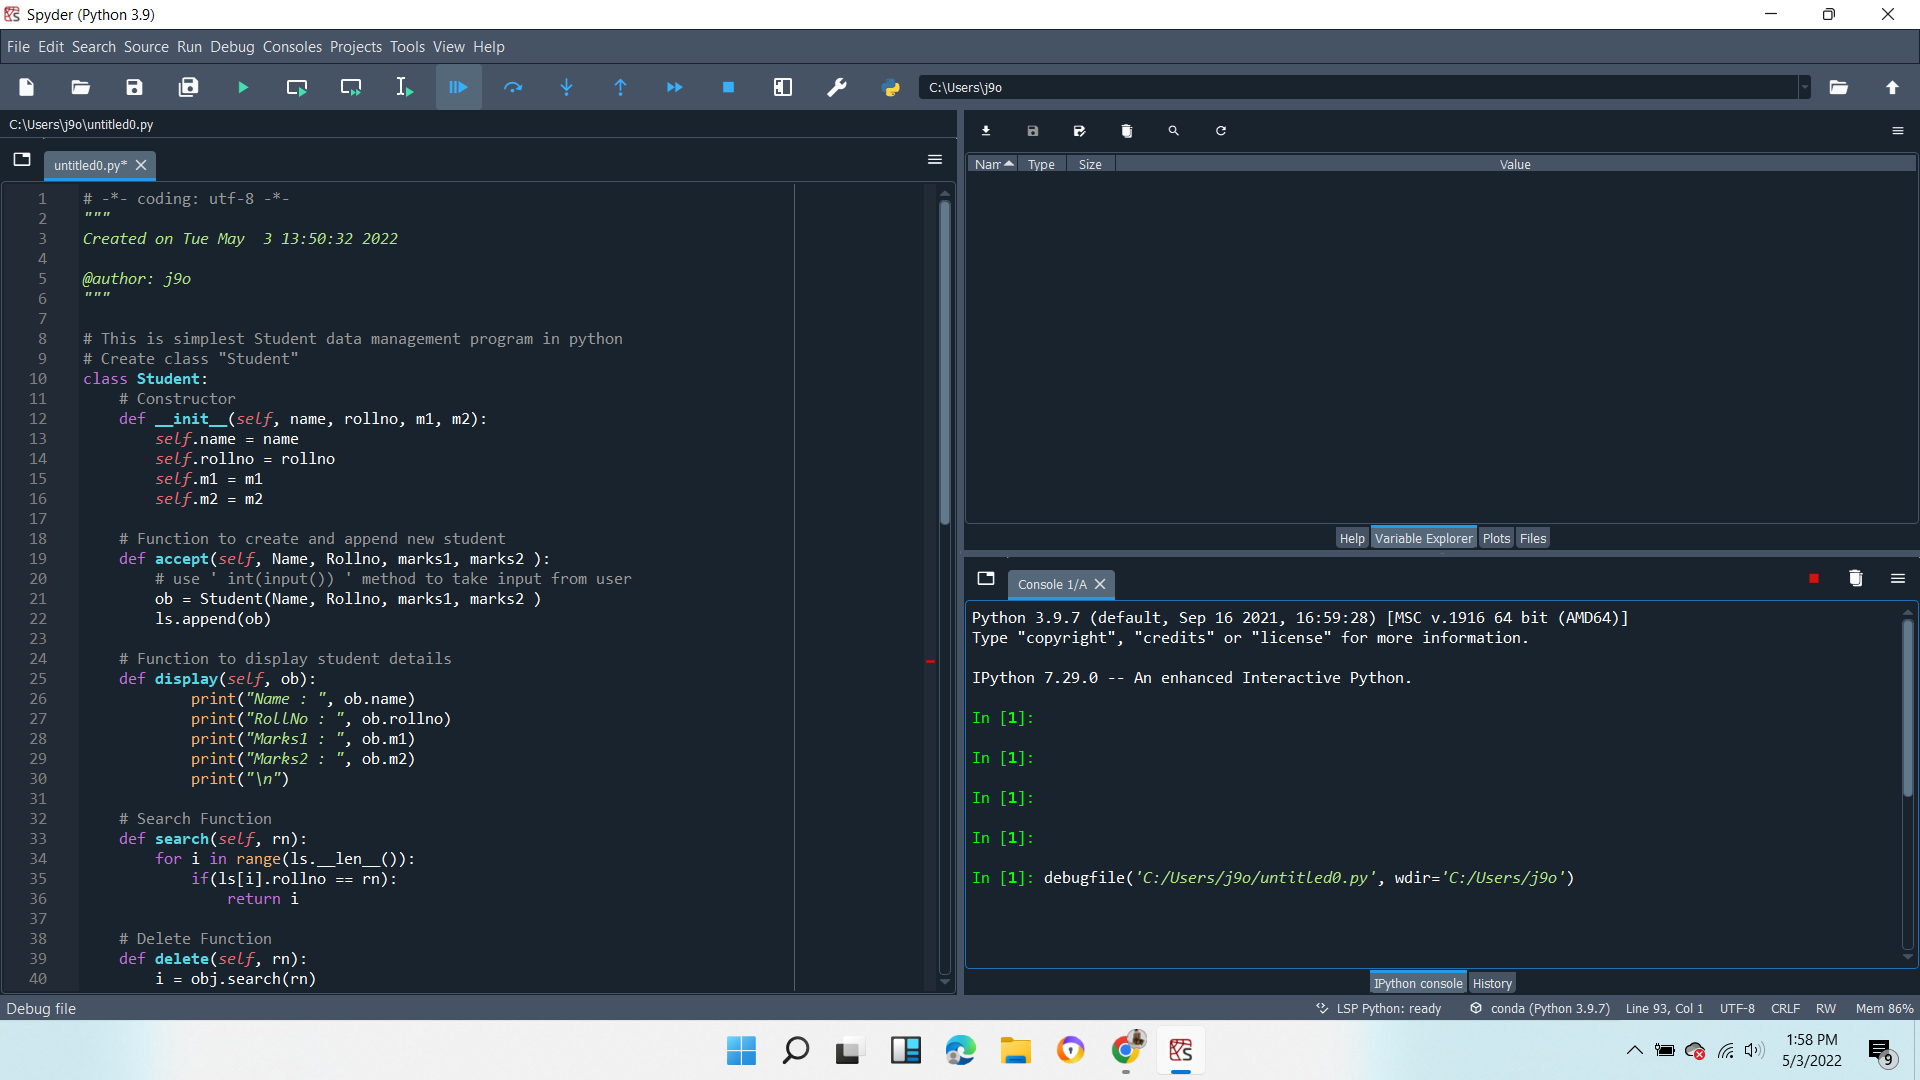 Spyder (Python 3.9)
File Edit Search Source Run Debug Consoles Projects Tools View Help
C:\Users\j9o
C:\Users\j9o\untitled0.py
untitled0.py*
1 # -*- coding: utf-8 -*-
2 """
3 Created on Tue May  3 13:50:32 2022
4
5 @author: j9o
6 """
7
8 # This is simplest Student data management program in python
9 # Create class "Student"
10 class Student:
11     # Constructor
12     def __init__(self, name, rollno, m1, m2):
13         self.name = name
14         self.rollno = rollno
15         self.m1 = m1
16         self.m2 = m2
17
18     # Function to create and append new student
19     def accept(self, Name, Rollno, marks1, marks2 ):
20         # use ' int(input()) ' method to take input from user
21         ob = Student(Name, Rollno, marks1, marks2 )
22         ls.append(ob)
23
24     # Function to display student details
25     def display(self, ob):
26             print("Name : ", ob.name)
27             print("RollNo : ", ob.rollno)
28             print("Marks1 : ", ob.m1)
29             print("Marks2 : ", ob.m2)
30             print("\n")
31
32     # Search Function
33     def search(self, rn):
34         for i in range(ls.__len__()):
35             if(ls[i].rollno == rn):
36                 return i
37
38     # Delete Function
39     def delete(self, rn):
40         i = obj.search(rn)
Nam Type Size Value
Help Variable Explorer Plots Files
Console 1/A
Python 3.9.7 (default, Sep 16 2021, 16:59:28) [MSC v.1916 64 bit (AMD64)]
Type "copyright", "credits" or "license" for more information.
IPython 7.29.0 -- An enhanced Interactive Python.
In [1]:
In [1]:
In [1]:
In [1]:
In [1]: debugfile('C:/Users/j9o/untitled0.py', wdir='C:/Users/j9o')
IPython console History
Debug file LSP Python: ready conda (Python 3.9.7) Line 93, Col 1 UTF-8 CRLF RW Mem 86%
1:58 PM
5/3/2022
9